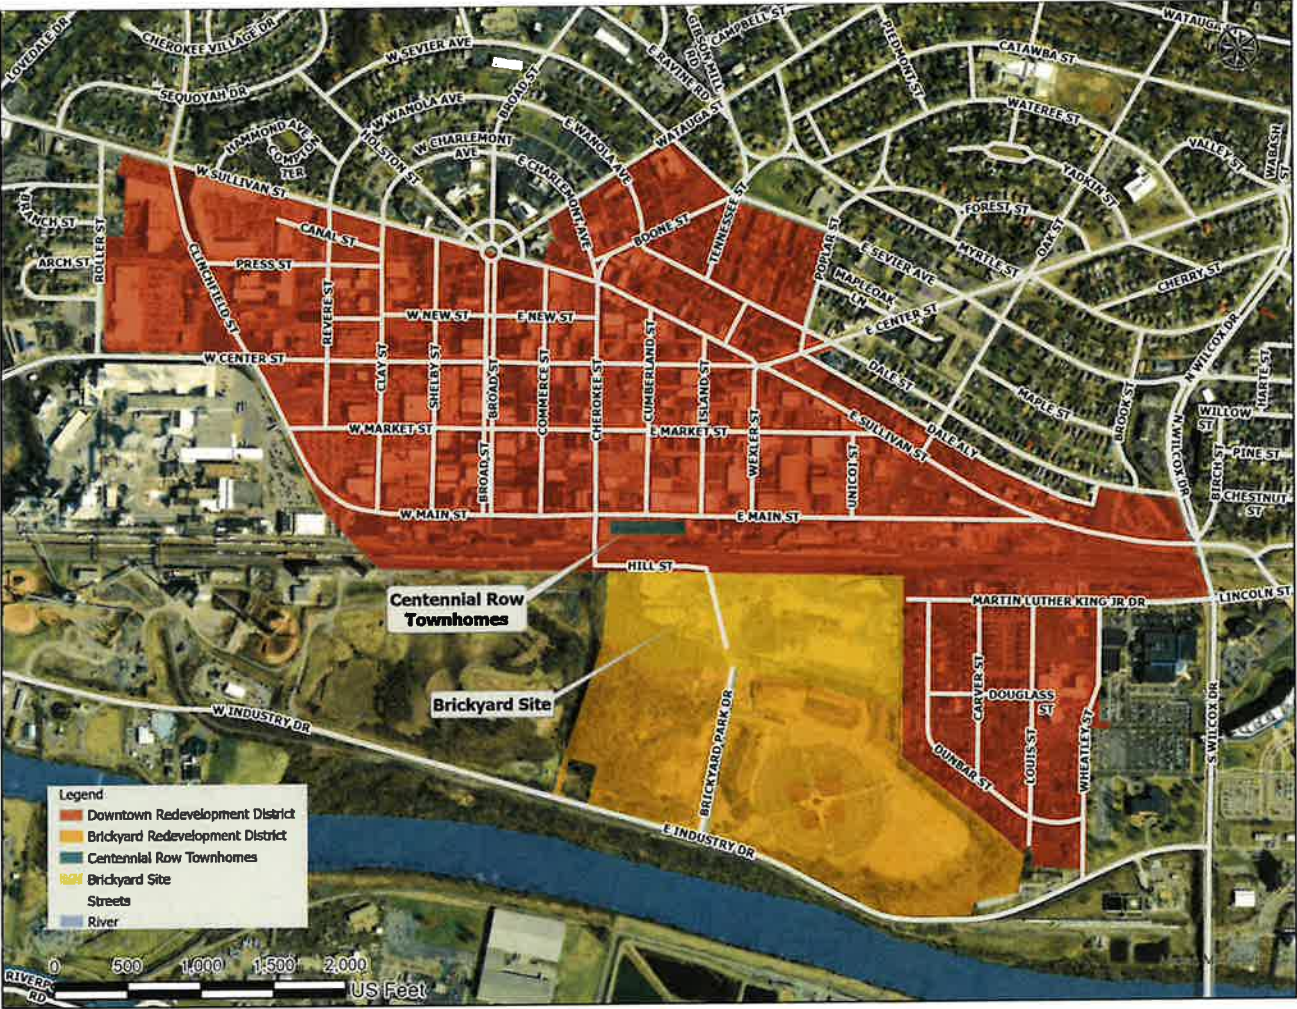 LOVEDALE DR
CHEROKEE VILLAGE DR
W SEVIER AVE
BROAD ST
E RAVINE RD
GIBSON MILL
RD
CAMPBELL ST
PIEDMONT ST
CATAWBA ST
SEQUOYAH DR
W WANOLA AVE
HOLSTON ST
W CHARLEMONT
AVE
E WANOLA AVE
E CHARLEMONT AVE
WATAUGA ST
WATEREE ST
VALLEY ST
WABASH
ST
HAMMOND AVE
COMPTON
TER
W SULLIVAN ST
YADKIN ST
FOREST ST
MYRTLE ST
OAK ST
CHERRY ST
ARCH ST
ROLLER ST
CANAL ST
PRESS ST
CLINCHFIELD ST
REVERE ST
BOONE ST
TENNESSEE ST
POPLAR ST
E SEVIER AVE
MAPLEOAK
LN
E CENTER ST
N WILCOX DR
W NEW ST
E NEW ST
W CENTER ST
CLAY ST
SHELBY ST
BROAD ST
COMMERCE ST
CHEROKEE ST
CUMBERLAND ST
ISLAND ST
WEXLER ST
DALE ST
MAPLE ST
BROOK ST
HARTE ST
WILLOW
ST
BIRCH ST
PINE ST
CHESTNUT
ST
N WILCOX DR
W MARKET ST
E MARKET ST
E SULLIVAN ST
DALE ALY
UNICOI ST
BROAD ST
W MAIN ST
E MAIN ST
HILL ST
Centennial Row
Townhomes
MARTIN LUTHER KING JR DR
LINCOLN ST
Brickyard Site
CARVER ST
DOUGLASS
ST
LOUIS ST
WHEATLEY ST
DUNBAR ST
S WILCOX DR
W INDUSTRY DR
BRICKYARD PARK DR
E INDUSTRY DR
Legend
Downtown Redevelopment District
Brickyard Redevelopment District
Centennial Row Townhomes
Brickyard Site
Streets
River
0 500 1,000 1,500 2,000
US Feet
RD